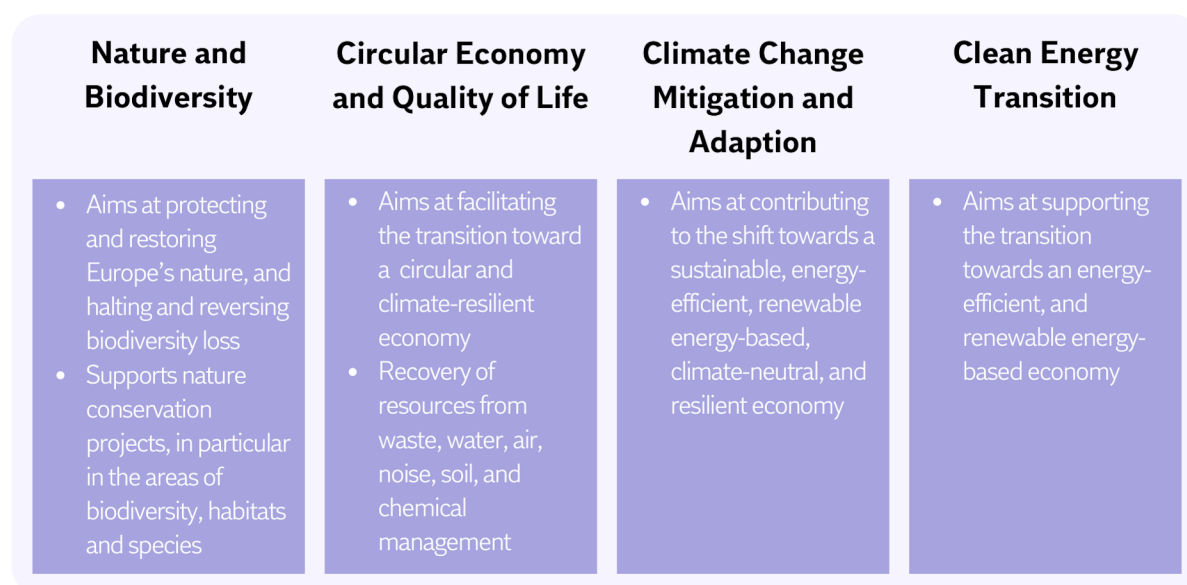 Nature and
Biodiversity
Circular Economy
and Quality of Life
Climate Change
Mitigation and
Adaption
Clean Energy
Transition
• Aims at protecting
and restoring
Europe's nature, and
halting and reversing
biodiversity loss
• Supports nature
conservation
projects, in particular
in the areas of
biodiversity, habitats
and species
• Aims at facilitating
the transition toward
a circular and
climate-resilient
economy
• Recovery of
resources from
waste, water, air,
noise, soil, and
chemical
management
• Aims at contributing
to the shift towards a
sustainable, energy-
efficient, renewable
energy-based,
climate-neutral, and
resilient economy
• Aims at supporting
the transition
towards an energy-
efficient, and
renewable energy-
based economy